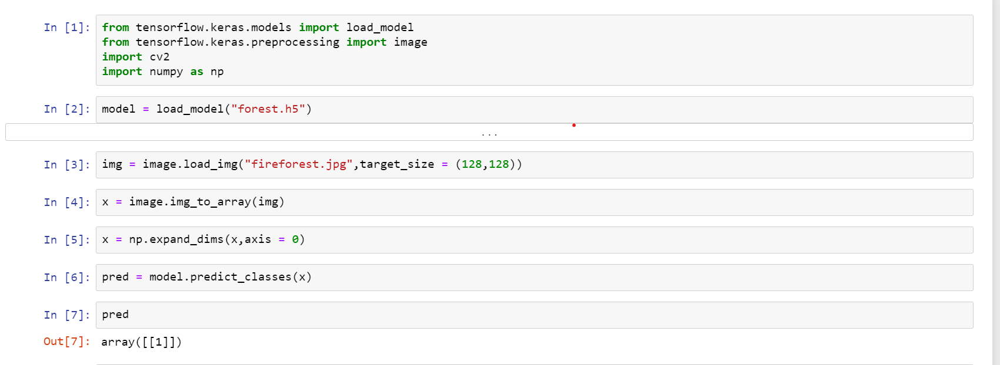 In [1]: from tensorflow.keras.models import load_model
from tensorflow.keras.preprocessing import image
import cv2
import numpy as np
In [2]: model = load_model("forest.h5")
...
In [3]: img = image.load_img("fireforest.jpg",target_size = (128,128))
In [4]: x = image.img_to_array(img)
In [5]: x = np.expand_dims(x,axis = 0)
In [6]: pred = model.predict_classes(x)
In [7]: pred
Out[7]: array([[1]])